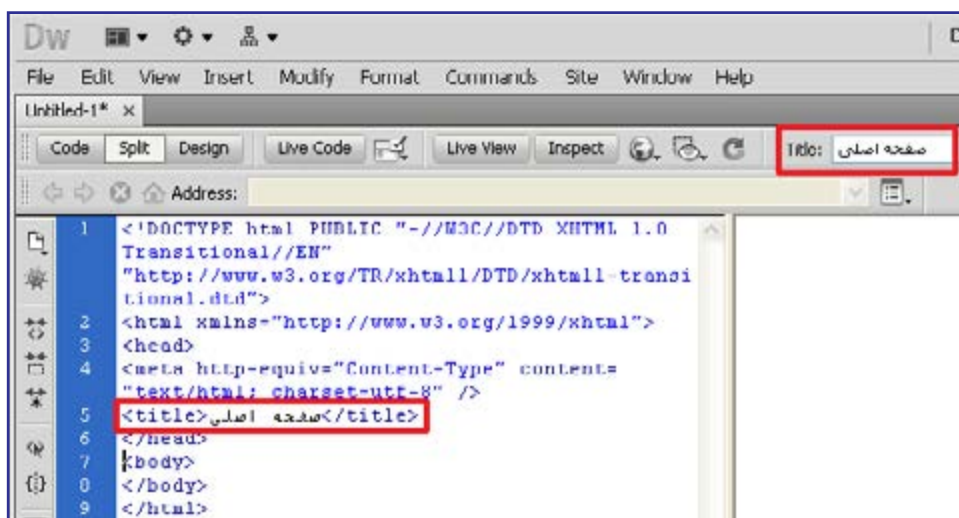 Dw
D
File Edit View Insert Modify Format Commands Site Window Help
Untitled-1* ×
Code Split Design Live Code Live View Inspect Title: صفحه اصلی
Address:
1 <!DOCTYPE html PUBLIC "-//W3C//DTD XHTML 1.0
Transitional//EN"
"http://www.w3.org/TR/xhtml1/DTD/xhtml1-transi
tional.dtd">
2 <html xmlns="http://www.w3.org/1999/xhtml">
3 <head>
4 <meta http-equiv="Content-Type" content=
"text/html; charset=utf-8" />
5 <title>صفحه اصلی</title>
6 </head>
7 <body>
8 </body>
9 </html>